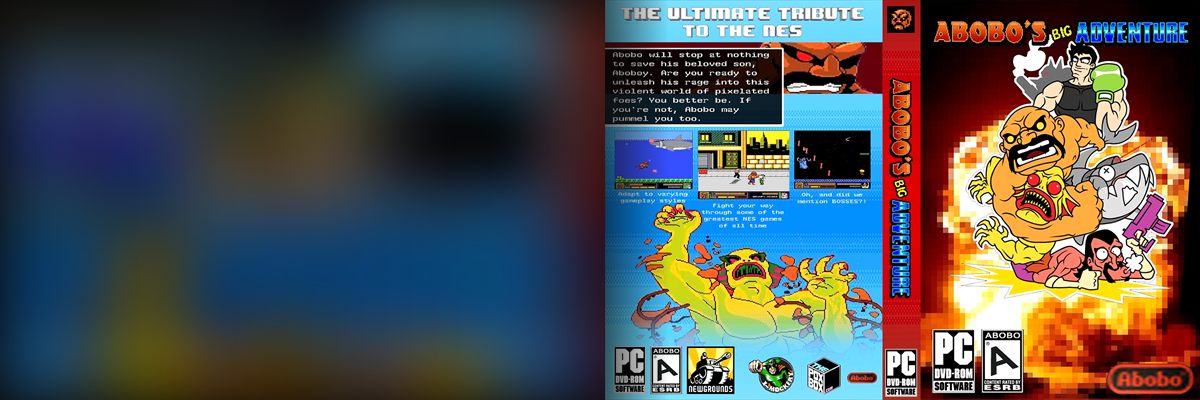 THE ULTIMATE TRIBUTE
TO THE NES
Abobo will stop at nothing
to save his beloved son,
Aboboy. Are you ready to
unleash his rage into this
violent world of pixelated
foes? You better be. If
you're not, Abobo may
pummel you too.
Adapt to varying
gameplay styles
Fight your way
through some of the
greatest NES games
of all time
Oh, and did we
mention BOSSES?!
PC
DVD-ROM
SOFTWARE
ABOBO
A
CONTENT RATED BY
ESRB
NEWGROUNDS
I-MOCKERY
Abobo
ABOBO'S BIG ADVENTURE
PC
DVD-ROM
SOFTWARE
ABOBO'S BIG ADVENTURE
PC
DVD-ROM
SOFTWARE
ABOBO
A
CONTENT RATED BY
ESRB
Abobo